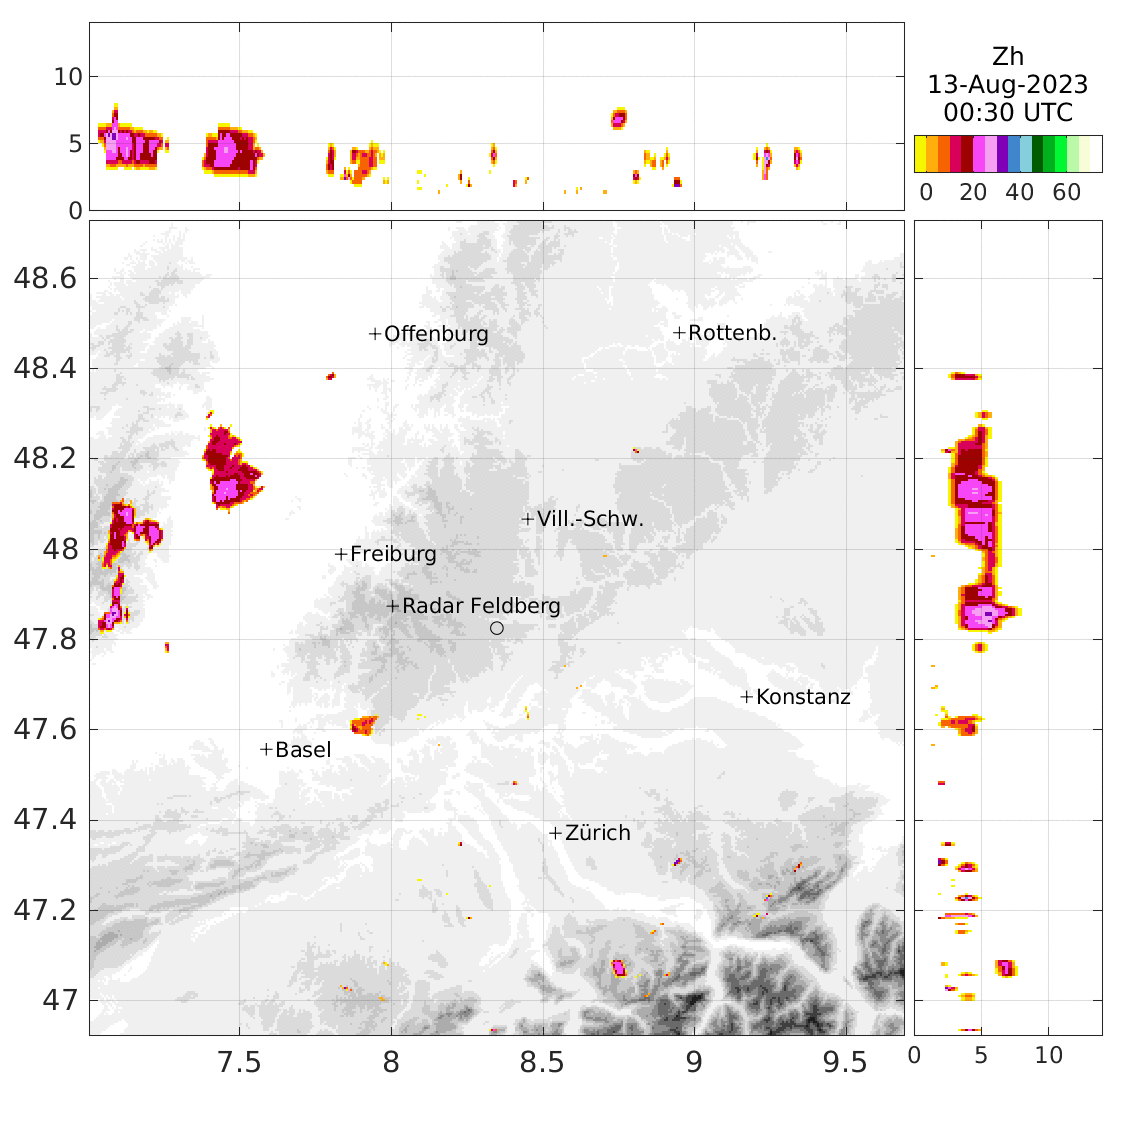 Zh
13-Aug-2023
00:30 UTC
0 20 40 60
10
5
0
48.6
48.4
48.2
48
47.8
47.6
47.4
47.2
47
Offenburg
Rottenb.
Vill.-Schw.
Freiburg
Radar Feldberg
Konstanz
Basel
Zürich
7.5 8 8.5 9 9.5
0 5 10